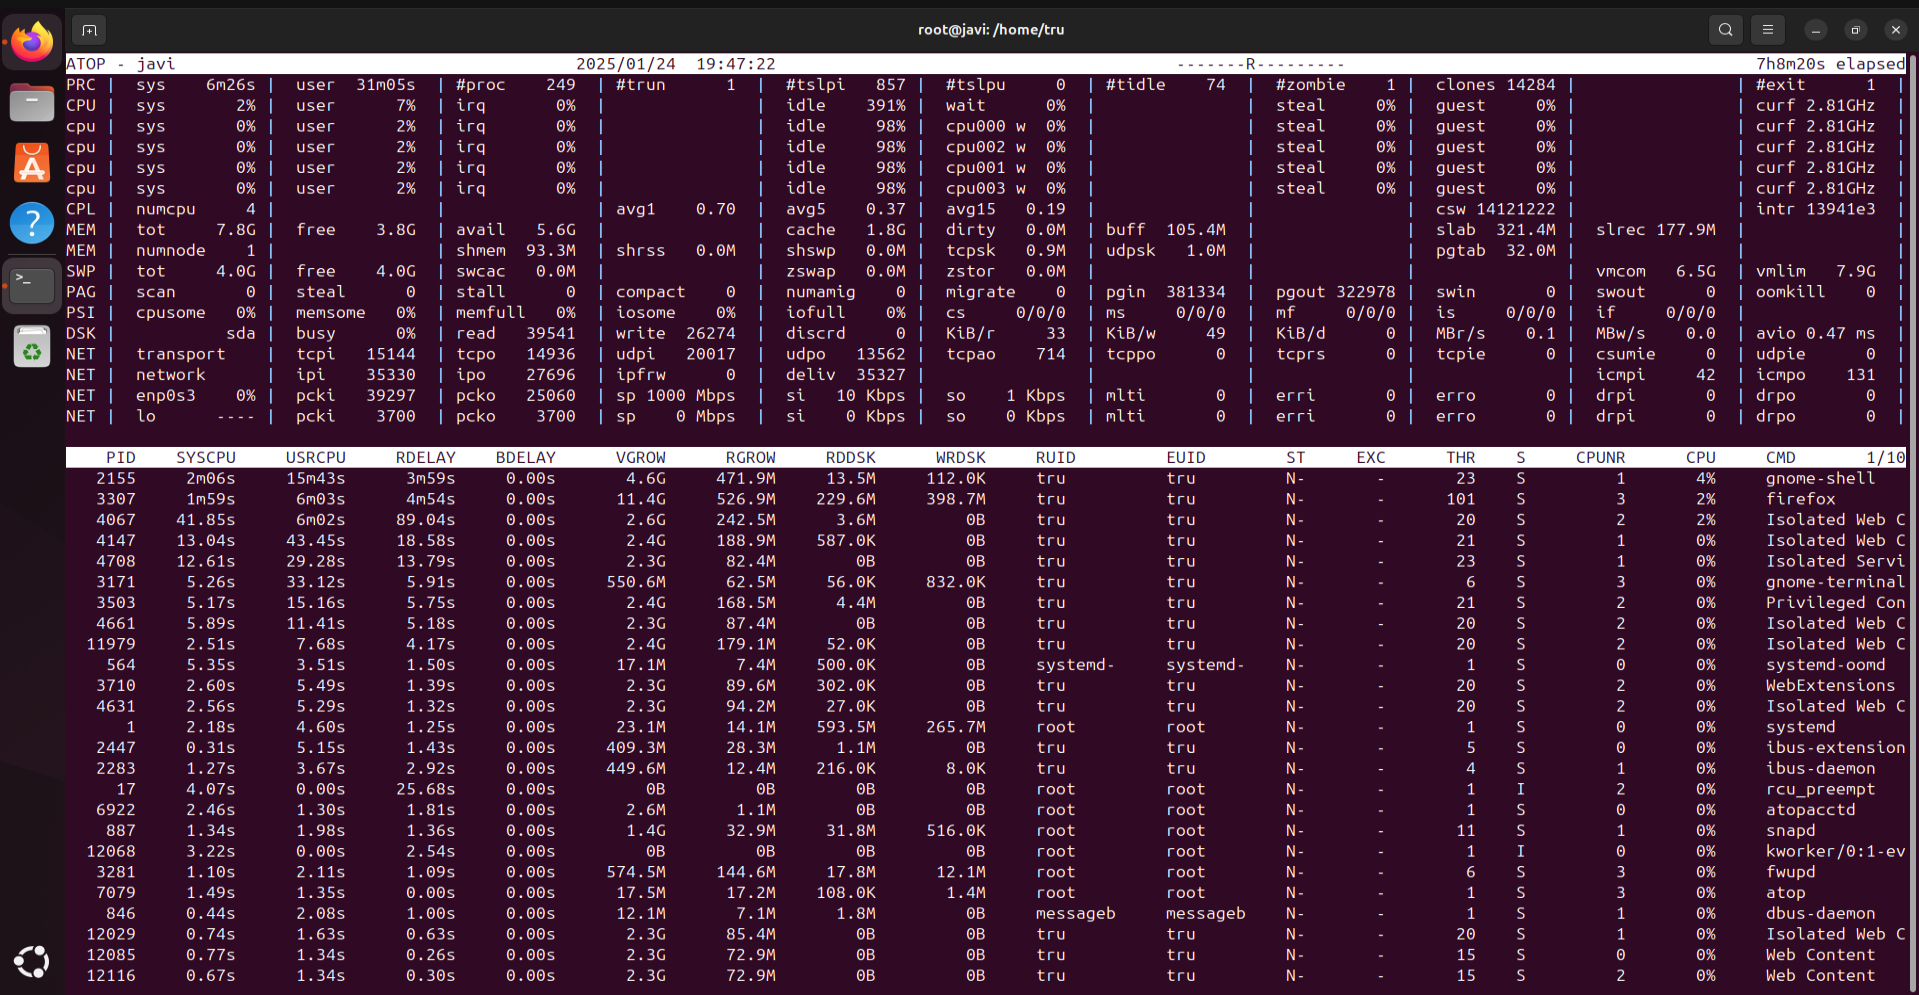 root@javi: /home/tru
ATOP - javi 2025/01/24 19:47:22 -------R--------- 7h8m20s elapsed
PRC | sys 6m26s | user 31m05s | #proc 249 | #trun 1 | #tslpi 857 | #tslpu 0 | #tidle 74 | #zombie 1 | clones 14284 | | #exit 1 |
CPU | sys 2% | user 7% | irq 0% | | idle 391% | wait 0% | | steal 0% | guest 0% | | curf 2.81GHz |
cpu | sys 0% | user 2% | irq 0% | | idle 98% | cpu000 w 0% | | steal 0% | guest 0% | | curf 2.81GHz |
cpu | sys 0% | user 2% | irq 0% | | idle 98% | cpu002 w 0% | | steal 0% | guest 0% | | curf 2.81GHz |
cpu | sys 0% | user 2% | irq 0% | | idle 98% | cpu001 w 0% | | steal 0% | guest 0% | | curf 2.81GHz |
cpu | sys 0% | user 2% | irq 0% | | idle 98% | cpu003 w 0% | | steal 0% | guest 0% | | curf 2.81GHz |
CPL | numcpu 4 | | | avg1 0.70 | avg5 0.37 | avg15 0.19 | | | csw 14121222 | | intr 13941e3 |
MEM | tot 7.8G | free 3.8G | avail 5.6G | | cache 1.8G | dirty 0.0M | buff 105.4M | | slab 321.4M | slrec 177.9M | |
MEM | numnode 1 | | shmem 93.3M | shrss 0.0M | shswp 0.0M | tcpsk 0.9M | udpsk 1.0M | | pgtab 32.0M | | |
SWP | tot 4.0G | free 4.0G | swcac 0.0M | | zswap 0.0M | zstor 0.0M | | | | vmcom 6.5G | vmlim 7.9G |
PAG | scan 0 | steal 0 | stall 0 | compact 0 | numamig 0 | migrate 0 | pgin 381334 | pgout 322978 | swin 0 | swout 0 | oomkill 0 |
PSI | cpusome 0% | memsome 0% | memfull 0% | iosome 0% | iofull 0% | cs 0/0/0 | ms 0/0/0 | mf 0/0/0 | is 0/0/0 | if 0/0/0 | |
DSK | sda | busy 0% | read 39541 | write 26274 | discrd 0 | KiB/r 33 | KiB/w 49 | KiB/d 0 | MBr/s 0.1 | MBw/s 0.0 | avio 0.47 ms |
NET | transport | tcpi 15144 | tcpo 14936 | udpi 20017 | udpo 13562 | tcpao 714 | tcppo 0 | tcprs 0 | tcpie 0 | csumie 0 | udpie 0 |
NET | network | ipi 35330 | ipo 27696 | ipfrw 0 | deliv 35327 | | | | | icmpi 42 | icmpo 131 |
NET | enp0s3 0% | pcki 39297 | pcko 25060 | sp 1000 Mbps | si 10 Kbps | so 1 Kbps | mlti 0 | erri 0 | erro 0 | drpi 0 | drpo 0 |
NET | lo ---- | pcki 3700 | pcko 3700 | sp 0 Mbps | si 0 Kbps | so 0 Kbps | mlti 0 | erri 0 | erro 0 | drpi 0 | drpo 0 |
PID SYSCPU USRCPU RDELAY BDELAY VGROW RGROW RDDSK WRDSK RUID EUID ST EXC THR S CPUNR CPU CMD 1/10
2155 2m06s 15m43s 3m59s 0.00s 4.6G 471.9M 13.5M 112.0K tru tru N- - 23 S 1 4% gnome-shell
3307 1m59s 6m03s 4m54s 0.00s 11.4G 526.9M 229.6M 398.7M tru tru N- - 101 S 3 2% firefox
4067 41.85s 6m02s 89.04s 0.00s 2.6G 242.5M 3.6M 0B tru tru N- - 20 S 2 2% Isolated Web C
4147 13.04s 43.45s 18.58s 0.00s 2.4G 188.9M 587.0K 0B tru tru N- - 21 S 1 0% Isolated Web C
4708 12.61s 29.28s 13.79s 0.00s 2.3G 82.4M 0B 0B tru tru N- - 23 S 1 0% Isolated Servi
3171 5.26s 33.12s 5.91s 0.00s 550.6M 62.5M 56.0K 832.0K tru tru N- - 6 S 3 0% gnome-terminal
3503 5.17s 15.16s 5.75s 0.00s 2.4G 168.5M 4.4M 0B tru tru N- - 21 S 2 0% Privileged Con
4661 5.89s 11.41s 5.18s 0.00s 2.3G 87.4M 0B 0B tru tru N- - 20 S 2 0% Isolated Web C
11979 2.51s 7.68s 4.17s 0.00s 2.4G 179.1M 52.0K 0B tru tru N- - 20 S 2 0% Isolated Web C
564 5.35s 3.51s 1.50s 0.00s 17.1M 7.4M 500.0K 0B systemd- systemd- N- - 1 S 0 0% systemd-oomd
3710 2.60s 5.49s 1.39s 0.00s 2.3G 89.6M 302.0K 0B tru tru N- - 20 S 2 0% WebExtensions
4631 2.56s 5.29s 1.32s 0.00s 2.3G 94.2M 27.0K 0B tru tru N- - 20 S 2 0% Isolated Web C
1 2.18s 4.60s 1.25s 0.00s 23.1M 14.1M 593.5M 265.7M root root N- - 1 S 0 0% systemd
2447 0.31s 5.15s 1.43s 0.00s 409.3M 28.3M 1.1M 0B tru tru N- - 5 S 0 0% ibus-extension
2283 1.27s 3.67s 2.92s 0.00s 449.6M 12.4M 216.0K 8.0K tru tru N- - 4 S 1 0% ibus-daemon
17 4.07s 0.00s 25.68s 0.00s 0B 0B 0B 0B root root N- - 1 I 2 0% rcu_preempt
6922 2.46s 1.30s 1.81s 0.00s 2.6M 1.1M 0B 0B root root N- - 1 S 0 0% atopacctd
887 1.34s 1.98s 1.36s 0.00s 1.4G 32.9M 31.8M 516.0K root root N- - 11 S 1 0% snapd
12068 3.22s 0.00s 2.54s 0.00s 0B 0B 0B 0B root root N- - 1 I 0 0% kworker/0:1-ev
3281 1.10s 2.11s 1.09s 0.00s 574.5M 144.6M 17.8M 12.1M root root N- - 6 S 3 0% fwupd
7079 1.49s 1.35s 0.00s 0.00s 17.5M 17.2M 108.0K 1.4M root root N- - 1 S 3 0% atop
846 0.44s 2.08s 1.00s 0.00s 12.1M 7.1M 1.8M 0B messageb messageb N- - 1 S 1 0% dbus-daemon
12029 0.74s 1.63s 0.63s 0.00s 2.3G 85.4M 0B 0B tru tru N- - 20 S 1 0% Isolated Web C
12085 0.77s 1.34s 0.26s 0.00s 2.3G 72.9M 0B 0B tru tru N- - 15 S 0 0% Web Content
12116 0.67s 1.34s 0.30s 0.00s 2.3G 72.9M 0B 0B tru tru N- - 15 S 2 0% Web Content